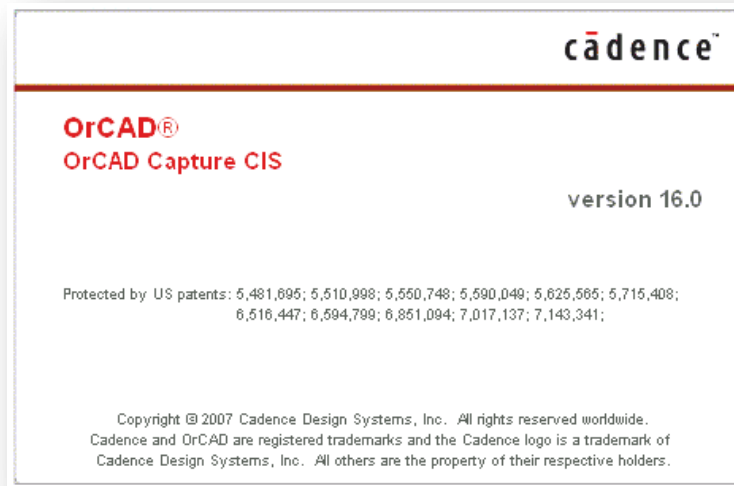 cādence™
OrCAD®
OrCAD Capture CIS
version 16.0
Protected by US patents: 5,481,695; 5,510,998; 5,550,748; 5,590,049; 5,625,565; 5,715,408;
6,516,447; 6,594,799; 6,851,094; 7,017,137; 7,143,341;
Copyright © 2007 Cadence Design Systems, Inc. All rights reserved worldwide.
Cadence and OrCAD are registered trademarks and the Cadence logo is a trademark of
Cadence Design Systems, Inc. All others are the property of their respective holders.